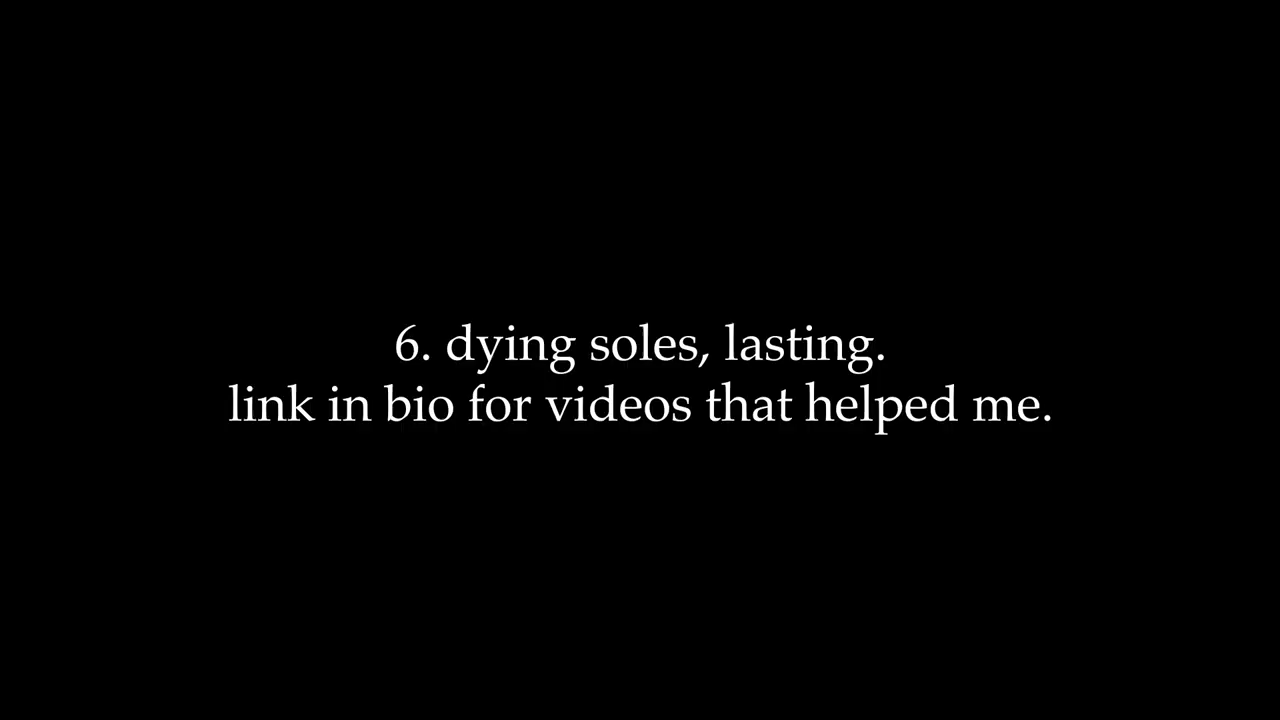 6. dying soles, lasting.
link in bio for videos that helped me.